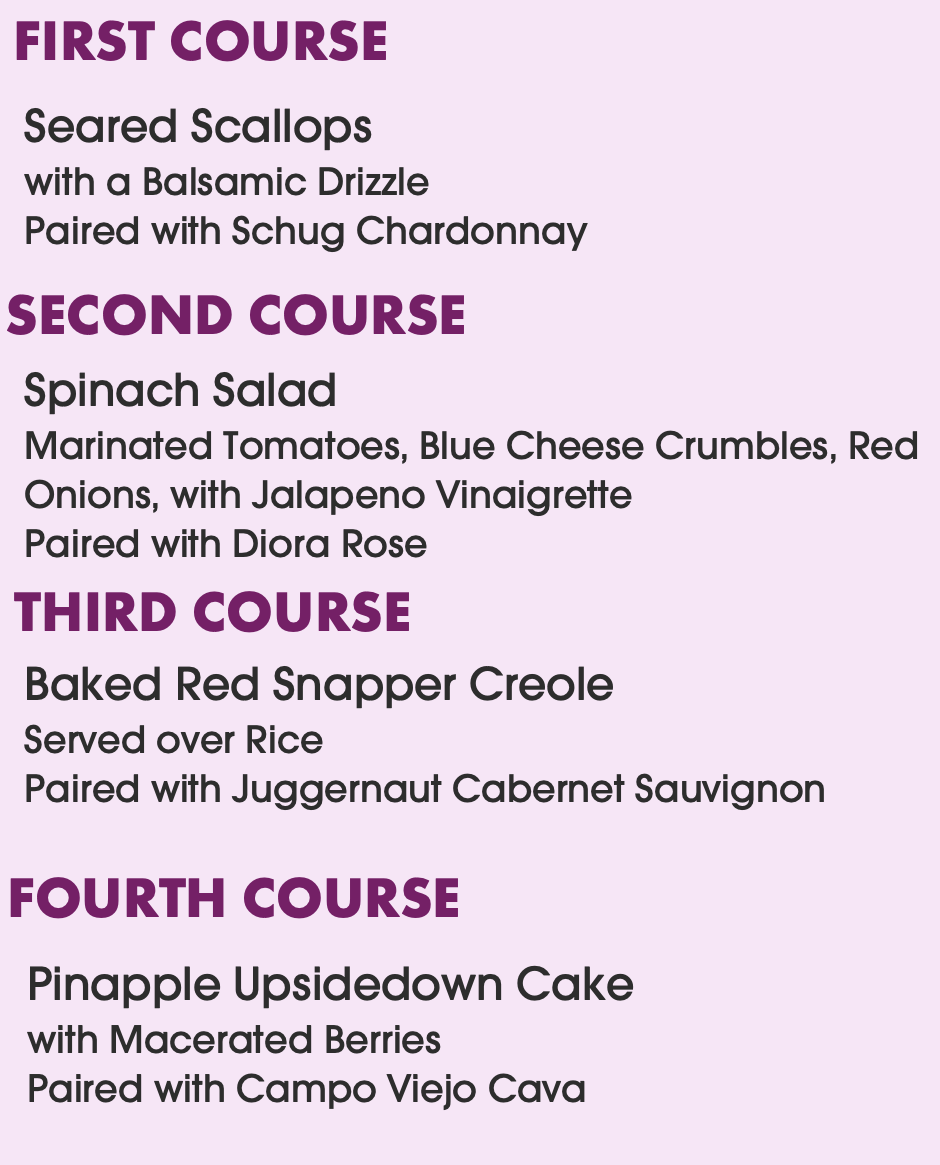 FIRST COURSE
Seared Scallops
with a Balsamic Drizzle
Paired with Schug Chardonnay
SECOND COURSE
Spinach Salad
Marinated Tomatoes, Blue Cheese Crumbles, Red
Onions, with Jalapeno Vinaigrette
Paired with Diora Rose
THIRD COURSE
Baked Red Snapper Creole
Served over Rice
Paired with Juggernaut Cabernet Sauvignon
FOURTH COURSE
Pinapple Upsidedown Cake
with Macerated Berries
Paired with Campo Viejo Cava